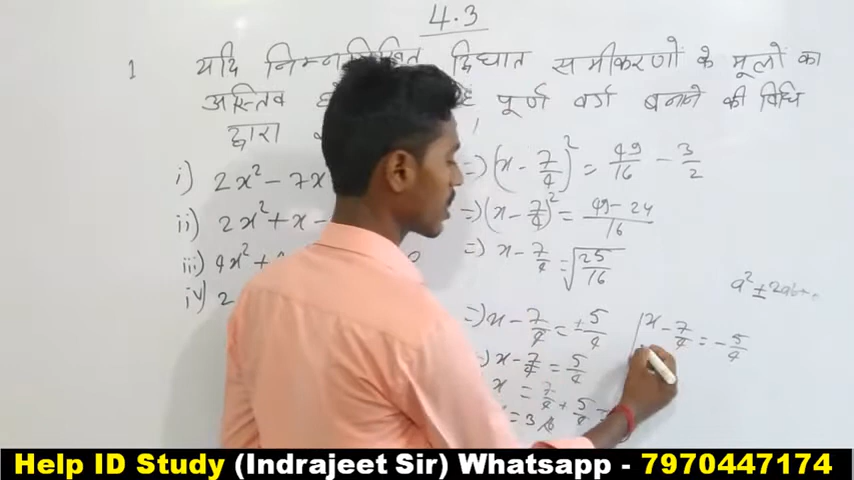 4.3
1 यदि निम्नलिखित द्विघात समीकरणों के मूलों का
अस्तित्व पूर्ण वर्ग बनाने की विधि
द्वारा
i) 2x² - 7x
ii) 2x² + x -
iii) 4x² +
iv) 2
=) (x - 7/4)² = 49/16 - 3/2
=) (x - 7/4)² = 49 - 24/16
=) x - 7/4 = √25/16
=) x - 7/4 = ± 5/4
=) x - 7/4 = 5/4
x = 7/4 + 5/4
= 3
x - 7/4 = - 5/4
a² ± 2ab
Help ID Study (Indrajeet Sir) Whatsapp - 7970447174